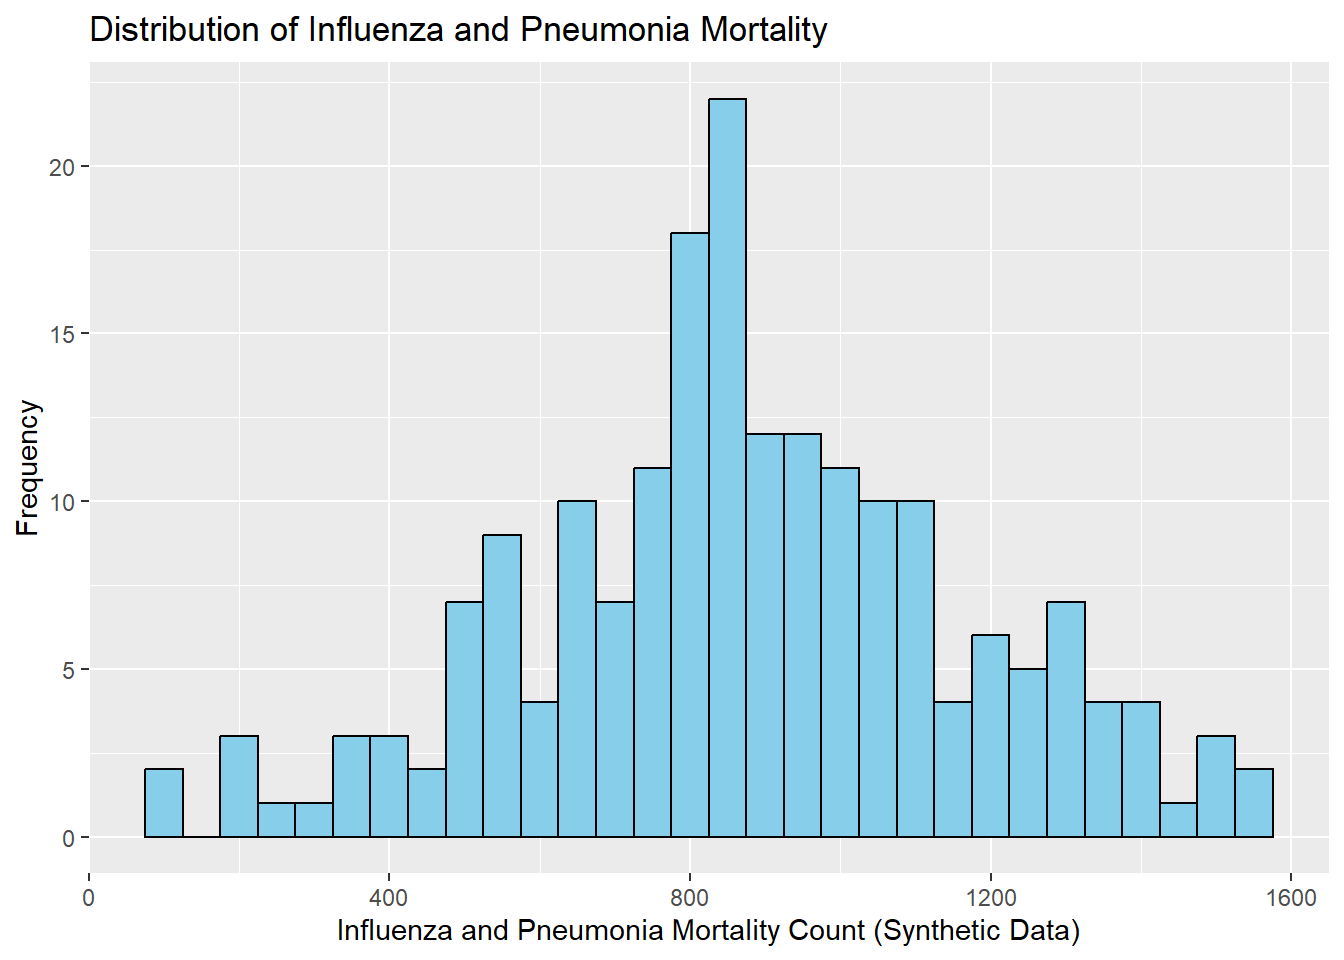 Distribution of Influenza and Pneumonia Mortality
Frequency
20
15
10
5
0
0 400 800 1200 1600
Influenza and Pneumonia Mortality Count (Synthetic Data)